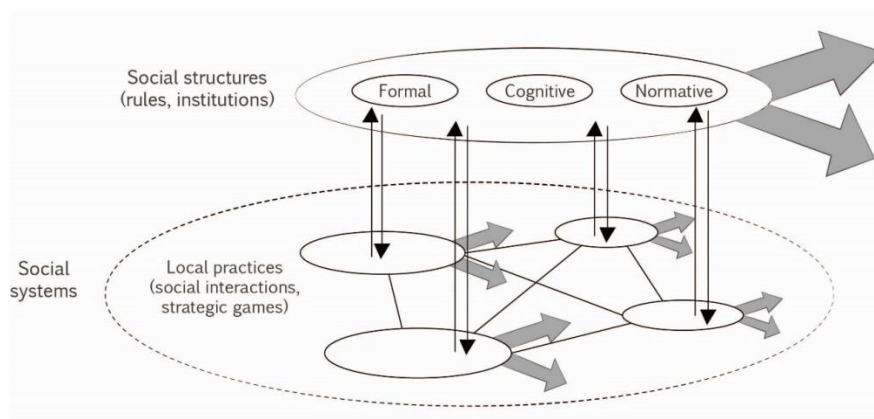 Social structures
(rules, institutions)
Formal
Cognitive
Normative
Social
systems
Local practices
(social interactions,
strategic games)